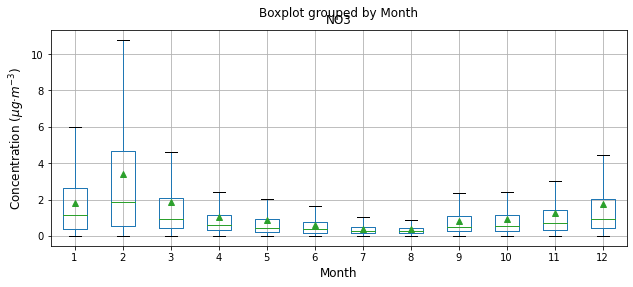 Boxplot grouped by Month
NO3
Concentration (μg·m⁻³)
10
8
6
4
2
0
1 2 3 4 5 6 7 8 9 10 11 12
Month